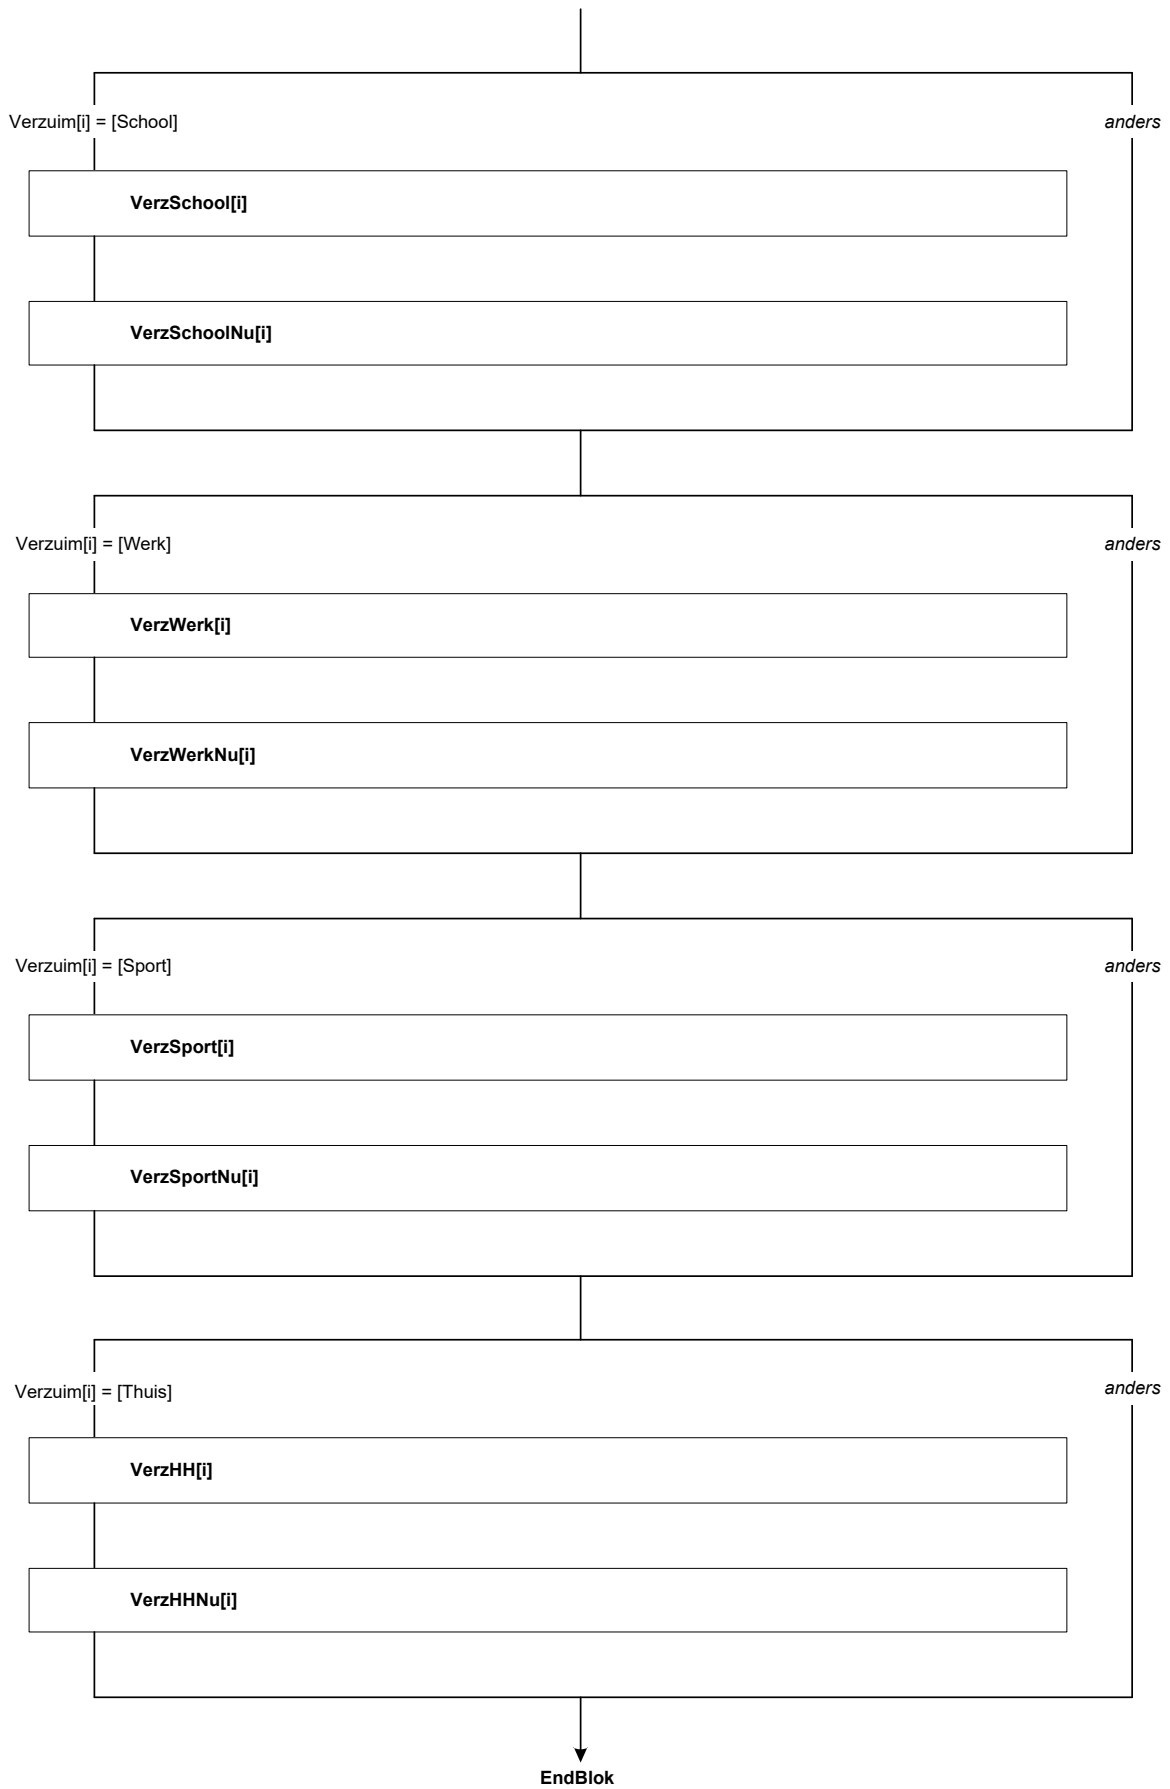 Verzuim[i] = [School]
anders
VerzSchool[i]
VerzSchoolNu[i]
Verzuim[i] = [Werk]
anders
VerzWerk[i]
VerzWerkNu[i]
Verzuim[i] = [Sport]
anders
VerzSport[i]
VerzSportNu[i]
Verzuim[i] = [Thuis]
anders
VerzHH[i]
VerzHHNu[i]
EndBlok